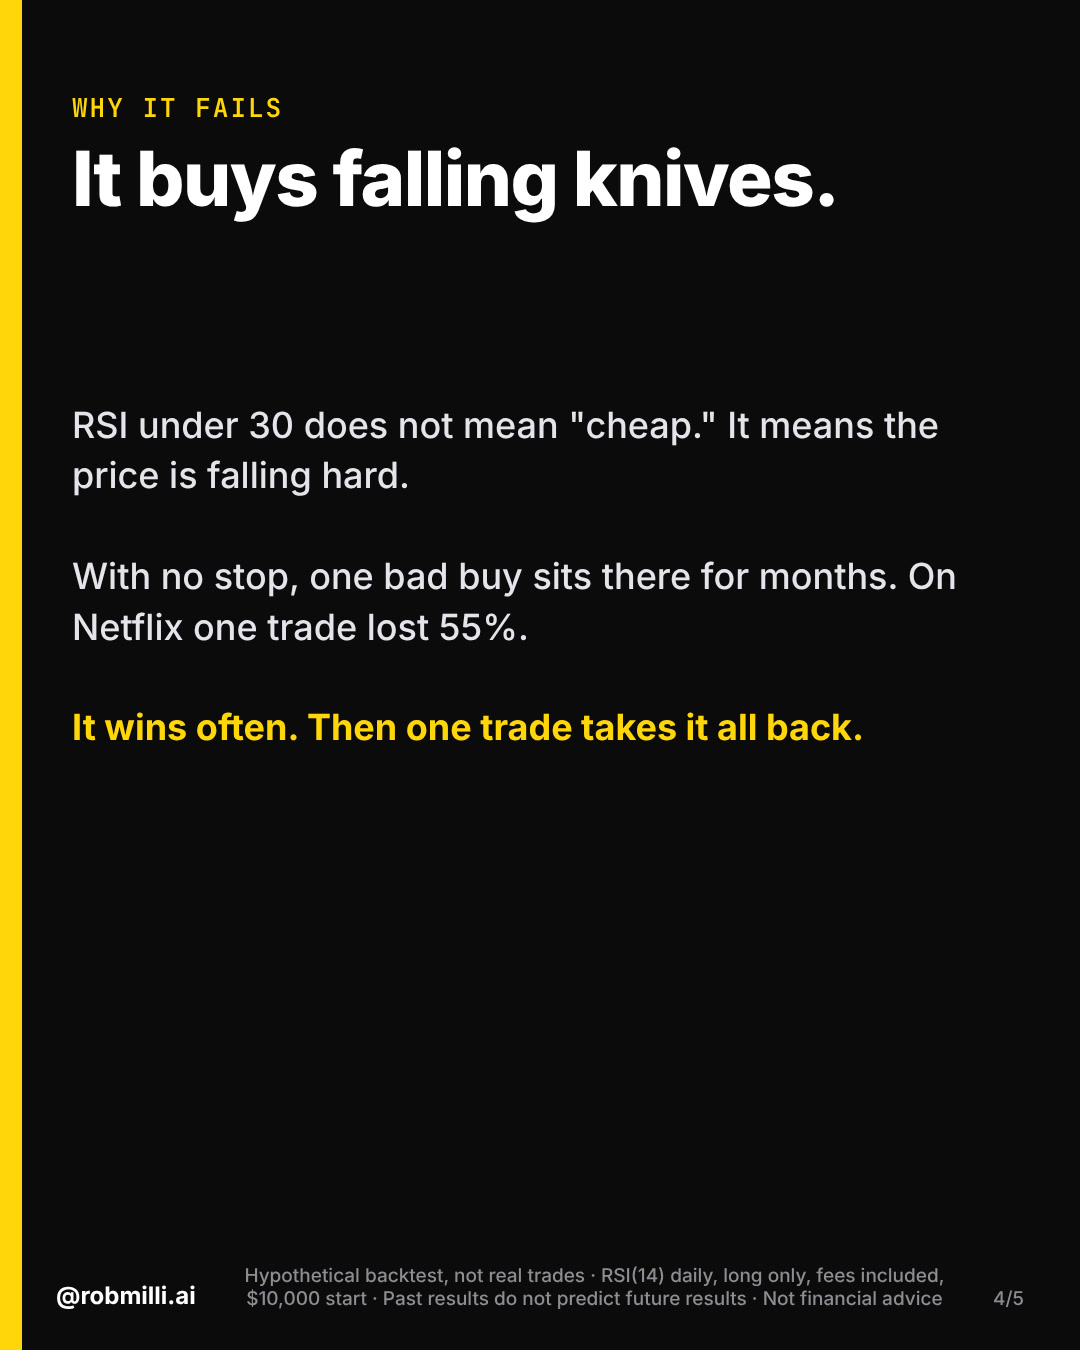 WHY IT FAILS
It buys falling knives.
RSI under 30 does not mean "cheap." It means the
price is falling hard.
With no stop, one bad buy sits there for months. On
Netflix one trade lost 55%.
It wins often. Then one trade takes it all back.
@robmilli.ai
Hypothetical backtest, not real trades · RSI(14) daily, long only, fees included,
$10,000 start · Past results do not predict future results · Not financial advice
4/5